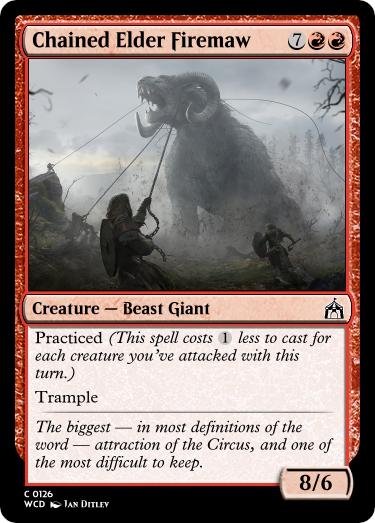 Chained Elder Firemaw 7
Creature — Beast Giant
Practiced (This spell costs 1 less to cast for
each creature you've attacked with this
turn.)
Trample
The biggest — in most definitions of the
word — attraction of the Circus, and one of
the most difficult to keep.
8/6
C 0126
WCD Jan Ditlev